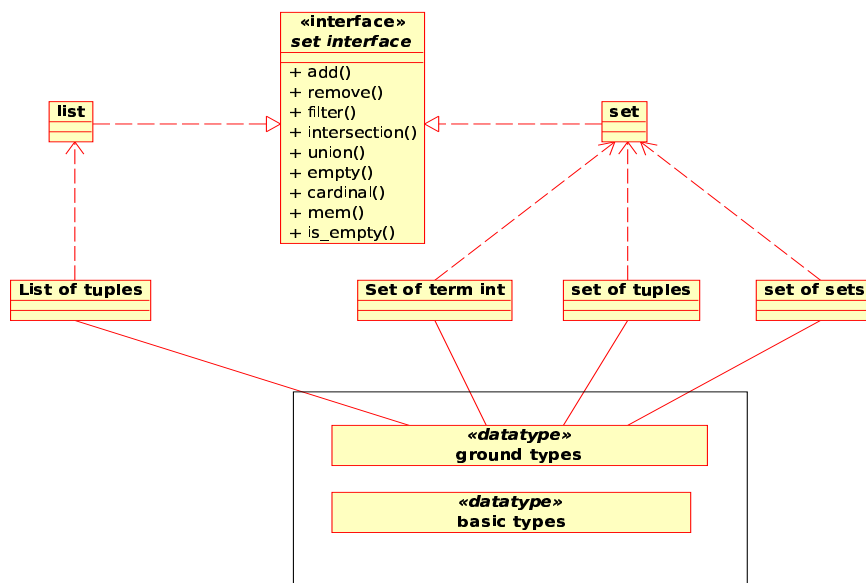 «interface»
set interface
+ add()
+ remove()
+ filter()
+ intersection()
+ union()
+ empty()
+ cardinal()
+ mem()
+ is_empty()
list
set
List of tuples
Set of term int
set of tuples
set of sets
«datatype»
ground types
«datatype»
basic types